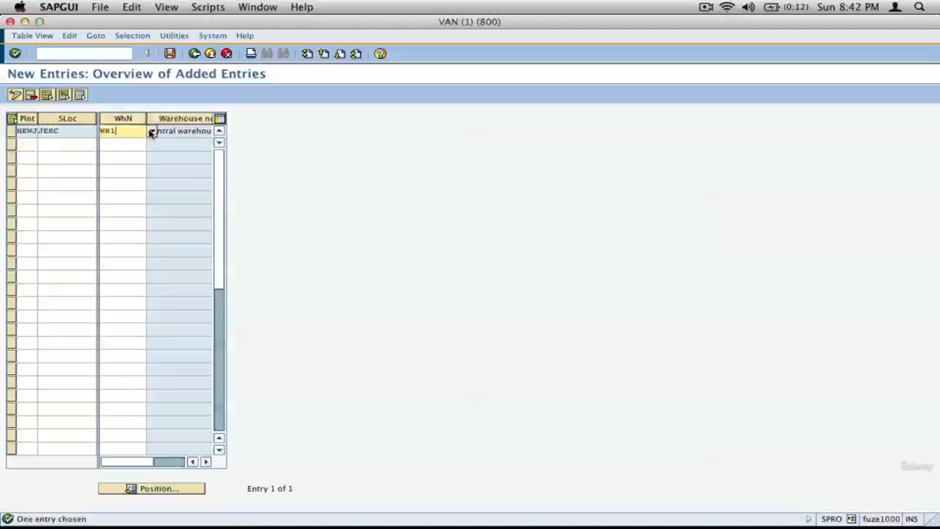 SAPGUI File Edit View Scripts Window Help (0:12) Sun 8:42 PM
VAN (1) (800)
Table View Edit Goto Selection Utilities System Help
New Entries: Overview of Added Entries
Plnt SLoc WhN Warehouse no
NEWJ JERC WH1 ntral warehou
Position... Entry 1 of 1
Udemy
One entry chosen SPRO fuze1000 INS